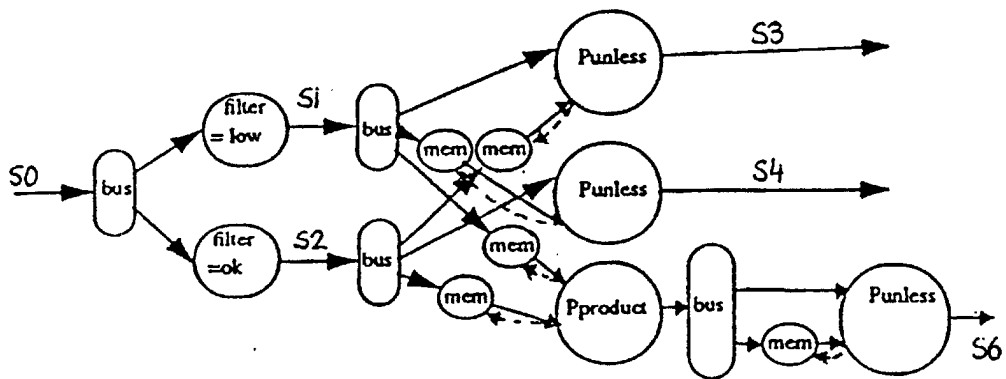 S0
bus
filter
= low
S1
bus
filter
=ok
S2
bus
mem
mem
mem
mem
Punless
S3
Punless
S4
Pproduct
bus
mem
Punless
S6